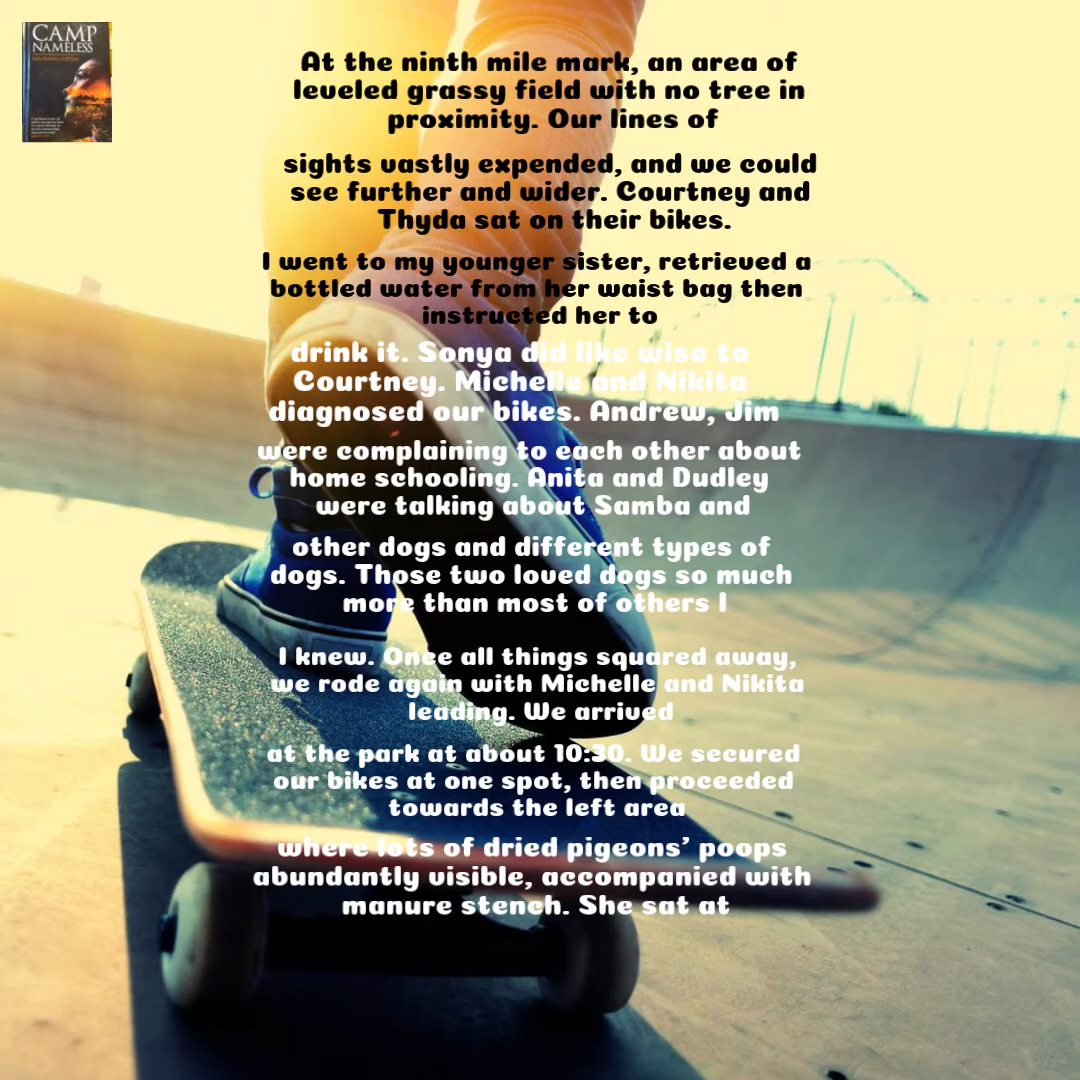 CAMP
NAMELESS
At the ninth mile mark, an area of
leveled grassy field with no tree in
proximity. Our lines of
sights vastly expended, and we could
see further and wider. Courtney and
Thyda sat on their bikes.
I went to my younger sister, retrieved a
bottled water from her waist bag then
instructed her to
drink it. Sonya did like wise to
Courtney. Michelle and Nikita
diagnosed our bikes. Andrew, Jim
were complaining to each other about
home schooling. Anita and Dudley
were talking about Samba and
other dogs and different types of
dogs. Those two loved dogs so much
more than most of others I
I knew. Once all things squared away,
we rode again with Michelle and Nikita
leading. We arrived
at the park at about 10:30. We secured
our bikes at one spot, then proceeded
towards the left area
where lots of dried pigeons’ poops
abundantly visible, accompanied with
manure stench. She sat at